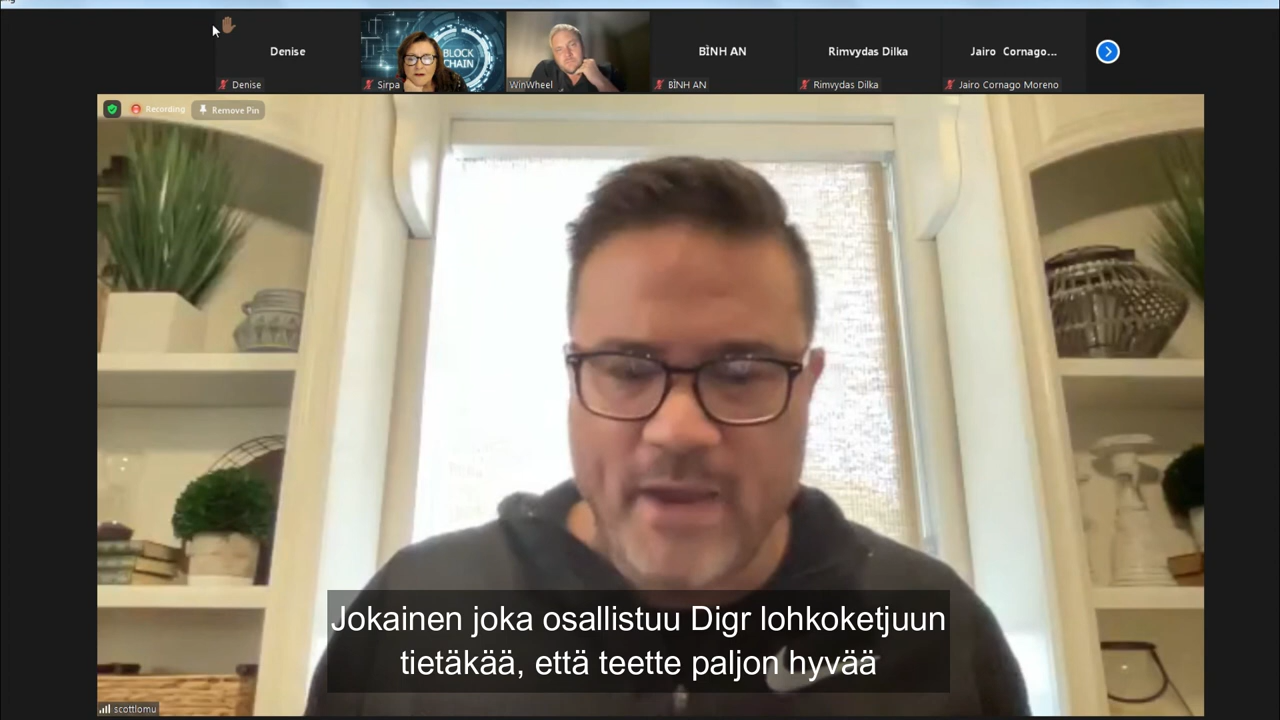 Denise
BLOCK
CHAIN
BÌNH AN
Rimvydas Dilka
Jairo Cornago...
Denise
Sirpa
WinWheel
BÌNH AN
Rimvydas Dilka
Jairo Cornago Moreno
Recording
Remove Pin
Jokainen joka osallistuu Digr lohkoketjuun
tietäkää, että teette paljon hyvää
scottlomu